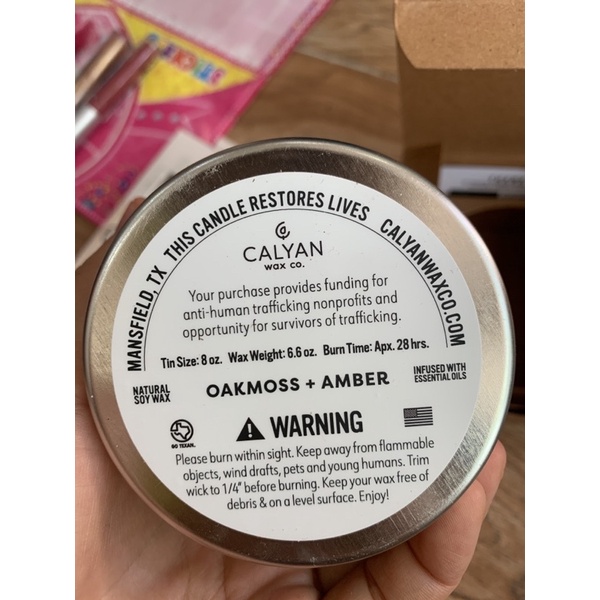 MANSFIELD, TX THIS CANDLE RESTORES LIVES CALYANWAXCO.COM
CALYAN
wax co.
Your purchase provides funding for
anti-human trafficking nonprofits and
opportunity for survivors of trafficking.
Tin Size: 8 oz. Wax Weight: 6.6 oz. Burn Time: Apx. 28 hrs.
NATURAL
SOY WAX
OAKMOSS + AMBER
INFUSED WITH
ESSENTIAL OILS
GO TEXAN.
WARNING
Please burn within sight. Keep away from flammable
objects, wind drafts, pets and young humans. Trim
wick to 1/4" before burning. Keep your wax free of
debris & on a level surface. Enjoy!